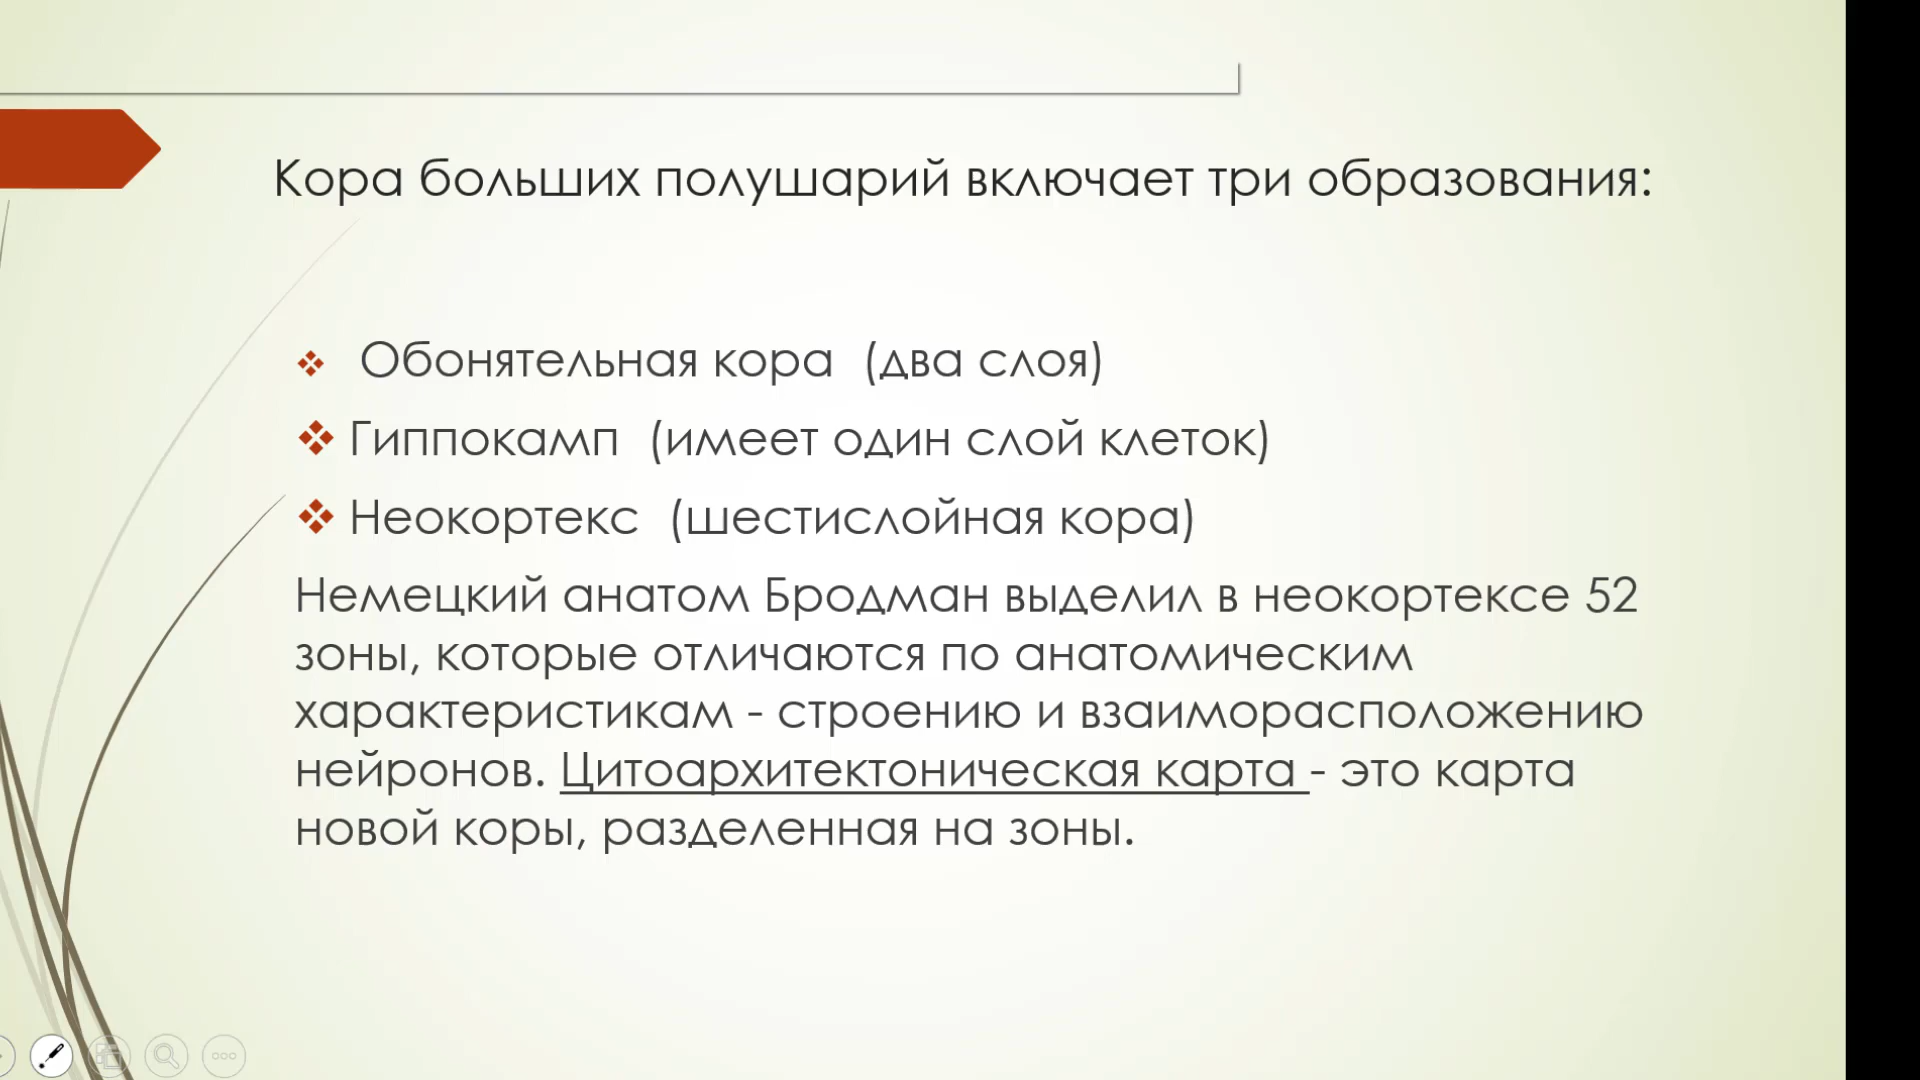 Кора больших полушарий включает три образования:
Обонятельная кора (два слоя)
Гиппокамп (имеет один слой клеток)
Неокортекс (шестислойная кора)
Немецкий анатом Бродман выделил в неокортексе 52
зоны, которые отличаются по анатомическим
характеристикам - строению и взаиморасположению
нейронов. Цитоархитектоническая карта - это карта
новой коры, разделенная на зоны.